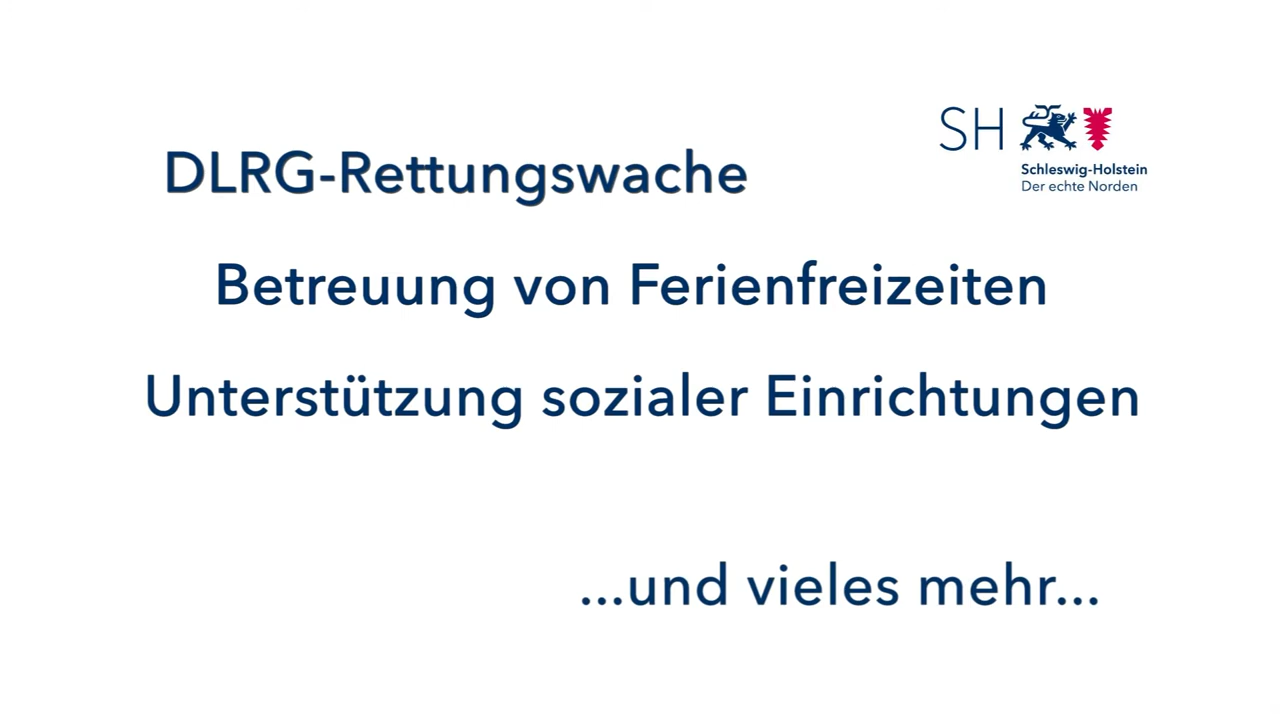 SH
Schleswig-Holstein
Der echte Norden
DLRG-Rettungswache
Betreuung von Ferienfreizeiten
Unterstützung sozialer Einrichtungen
...und vieles mehr...